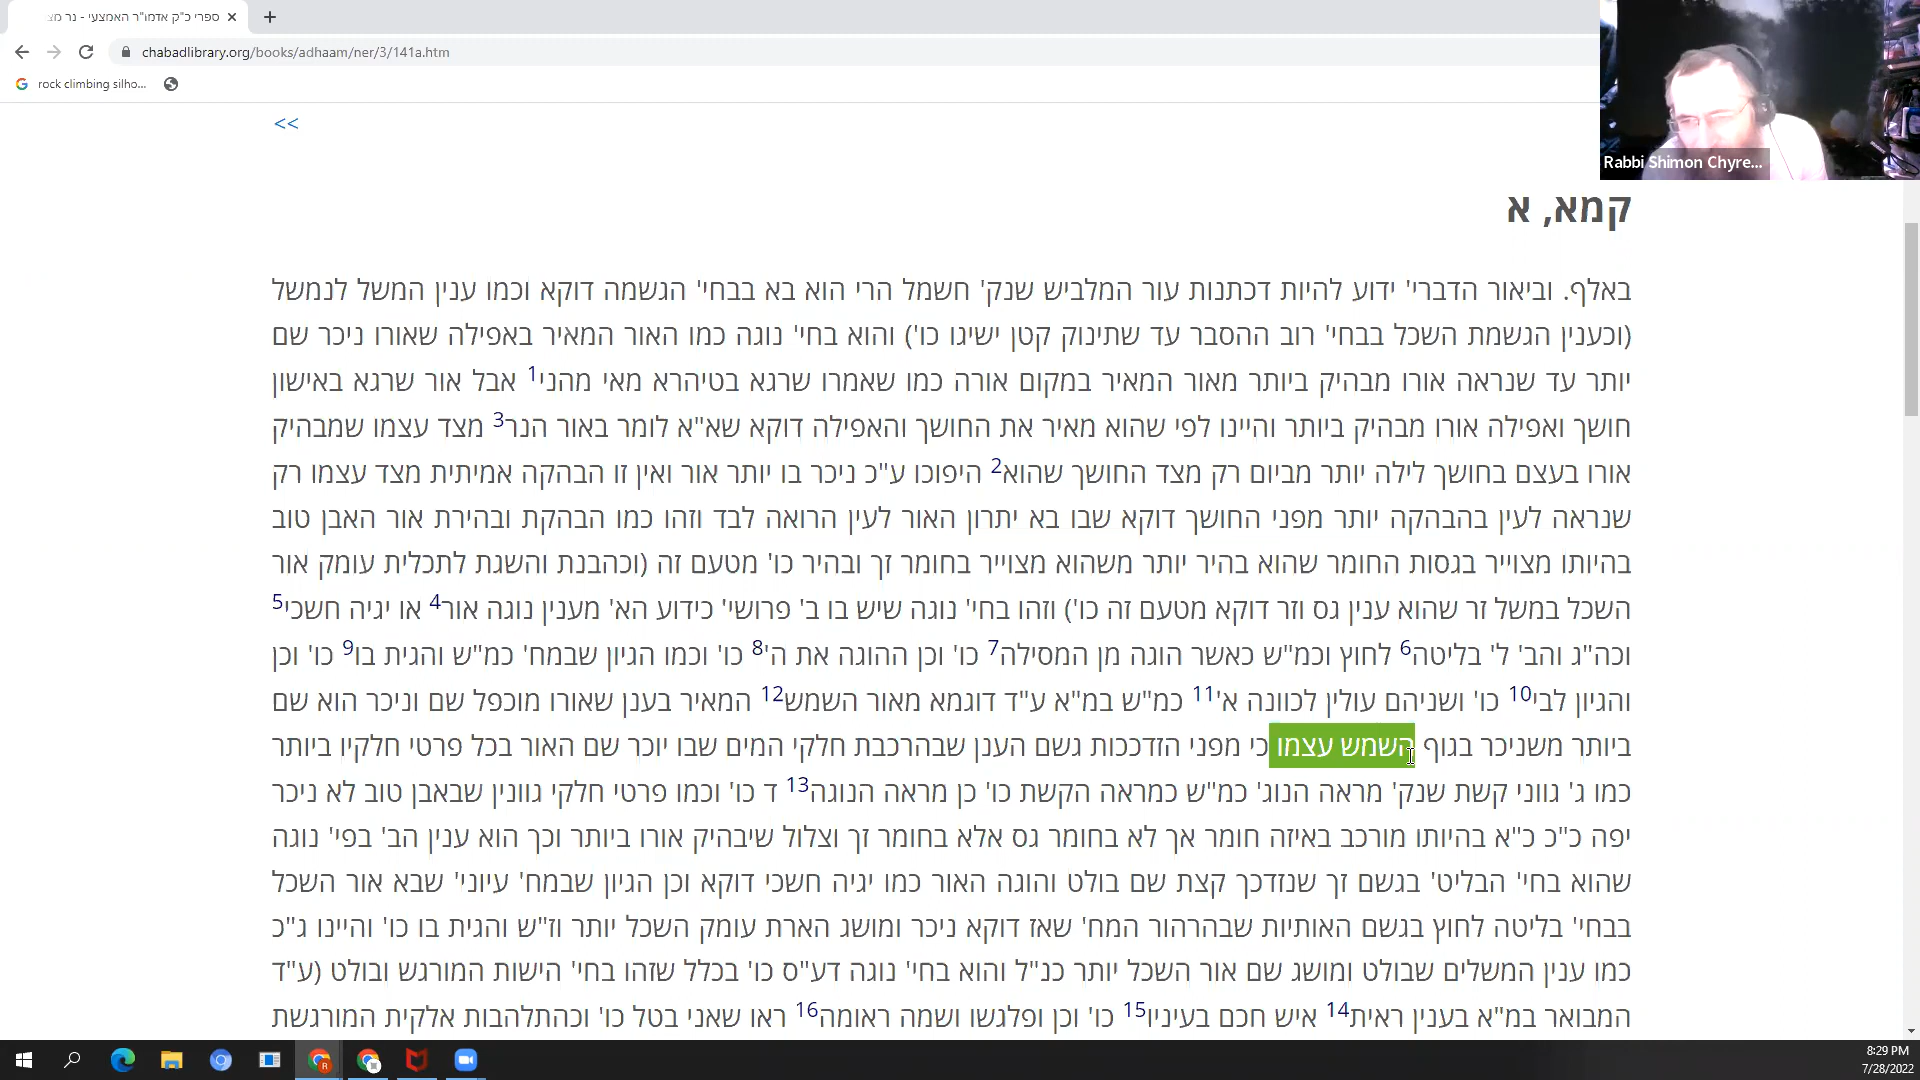 ספרי כ"ק אדמו"ר האמצעי - נר מצ
chabadlibrary.org/books/adhaam/ner/3/141a.htm
rock climbing silho...
<<
Rabbi Shimon Chyre...
קמא, א
באלף. וביאור הדברי' ידוע להיות דכתנות עור המלביש שנק' חשמל הרי הוא בא בבחי' הגשמה דוקא וכמו ענין המשל לנמשל
(וכענין הגשמת השכל בבחי' רוב ההסבר עד שתינוק קטן ישיגו כו') והוא בחי' נוגה כמו האור המאיר באפילה שאורו ניכר שם
יותר עד שנראה אורו מבהיק ביותר מאור המאיר במקום אורה כמו שאמרו שרגא בטיהרא מאי מהני1 אבל אור שרגא באישון
חושך ואפילה אורו מבהיק ביותר והיינו לפי שהוא מאיר את החושך והאפילה דוקא שא"א לומר באור הנר3 מצד עצמו שמבהיק
אורו בעצם בחושך לילה יותר מביום רק מצד החושך שהוא2 היפוכו ע"כ ניכר בו יותר אור ואין זו הבהקה אמיתית מצד עצמו רק
שנראה לעין בהבהקה יותר מפני החושך דוקא שבו בא יתרון האור לעין הרואה לבד וזהו כמו הבהקת ובהירת אור האבן טוב
בהיותו מצוייר בגסות החומר שהוא בהיר יותר משהוא מצוייר בחומר זך ובהיר כו' מטעם זה (וכהבנת והשגת לתכלית עומק אור
השכל במשל זר שהוא ענין גס וזר דוקא מטעם זה כו') וזהו בחי' נוגה שיש בו ב' פרושי' כידוע הא' מענין נוגה אור4 או יגיה חשכי5
וכה"ג והב' ל' בליטה6 לחוץ וכמ"ש כאשר הוגה מן המסילה7 כו' וכן ההוגה את ה'8 כו' וכמו הגיון שבמח' כמ"ש והגית בו9 כו' וכן
והגיון לבי10 כו' ושניהם עולין לכוונה א'11 כמ"ש במ"א ע"ד דוגמא מאור השמש12 המאיר בענן שאורו מוכפל שם וניכר הוא שם
ביותר משניכר בגוף השמש עצמו כי מפני הזדככות גשם הענן שבהרכבת חלקי המים שבו יוכר שם האור בכל פרטי חלקיו ביותר
כמו ג' גווני קשת שנק' מראה הנוג' כמ"ש כמראה הקשת כו' כן מראה הנוגה13 ד כו' וכמו פרטי חלקי גוונין שבאבן טוב לא ניכר
יפה כ"כ כ"א בהיותו מורכב באיזה חומר אך לא בחומר גס אלא בחומר זך וצלול שיבהיק אורו ביותר וכך הוא ענין הב' בפי' נוגה
שהוא בחי' הבליט' בגשם זך שנזדכך קצת שם בולט והוגה האור כמו יגיה חשכי דוקא וכן הגיון שבמח' עיוני' שבא אור השכל
בבחי' בליטה לחוץ בגשם האותיות שבהרהור המח' שאז דוקא ניכר ומושג הארת עומק השכל יותר וז"ש והגית בו כו' והיינו ג"כ
כמו ענין המשלים שבולט ומושג שם אור השכל יותר כנ"ל והוא בחי' נוגה דע"ס כו' בכלל שזהו בחי' הישות המורגש ובולט (ע"ד
המבואר במ"א בענין ראית14 איש חכם בעיניו15 כו' וכן ופלגשו ושמה ראומה16 ראו שאני בטל כו' וכהתלהבות אלקית המורגשת
8:29 PM
7/28/2022